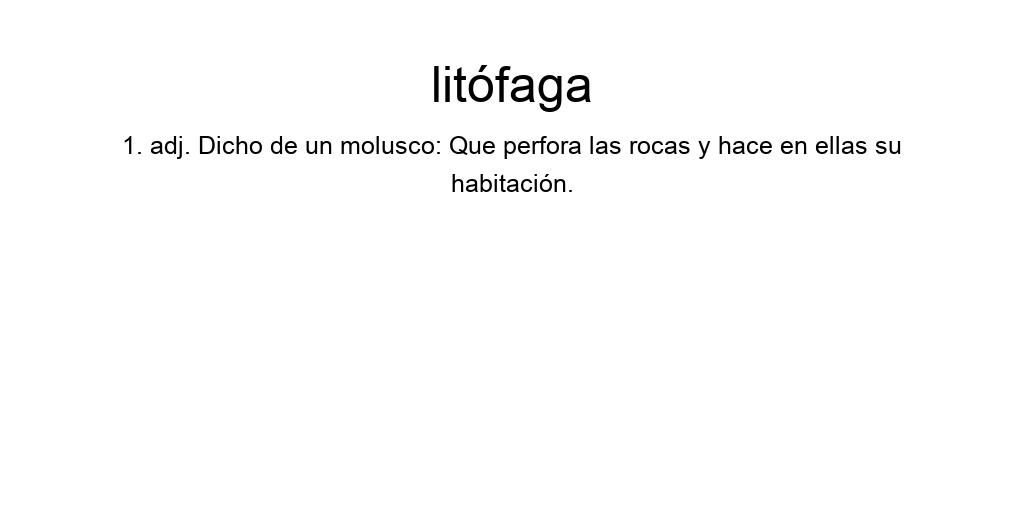 litófaga
1. adj. Dicho de un molusco: Que perfora las rocas y hace en ellas su
habitación.